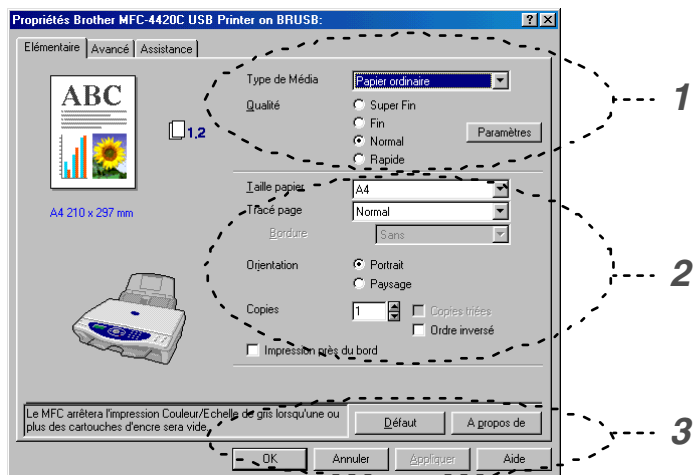 Propriétés Brother MFC-4420C USB Printer on BRUSB:
Elémentaire Avancé Assistance
ABC
1,2
A4 210 x 297 mm
Type de Média Papier ordinaire
Qualité Super Fin
Fin
Normal
Rapide
Paramètres
1
Taille papier A4
Tracé page Normal
Bordure Sans
Orientation Portrait
Paysage
Copies 1 Copies triées
Ordre inversé
Impression près du bord
2
Le MFC arrêtera l'impression Couleur/Echelle de gris lorsqu'une ou
plus des cartouches d'encre sera vide.
Défaut A propos de
3
OK Annuler Appliquer Aide